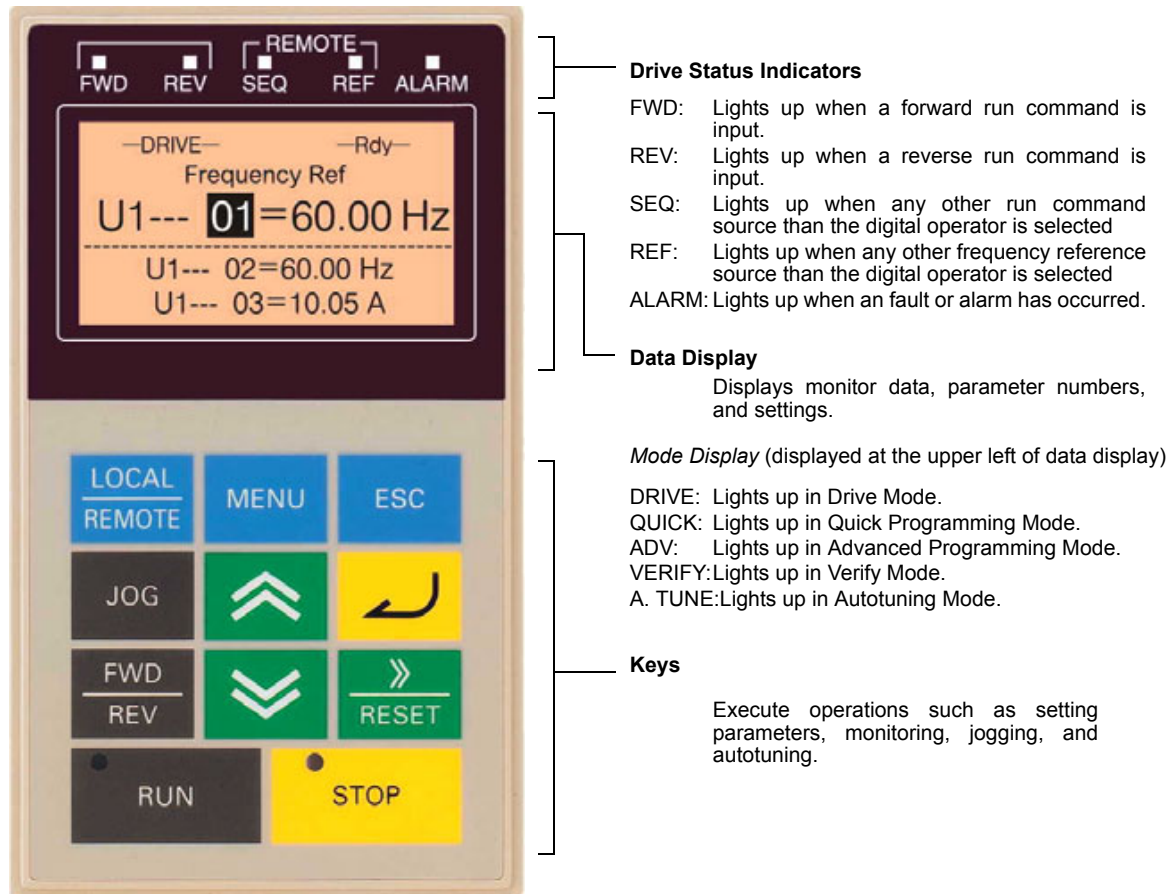 REMOTE
FWD REV SEQ REF ALARM
—DRIVE— —Rdy—
Frequency Ref
U1--- 01=60.00 Hz
U1--- 02=60.00 Hz
U1--- 03=10.05 A
LOCAL
REMOTE
MENU
ESC
JOG
FWD
REV
RESET
RUN
STOP
Drive Status Indicators
FWD: Lights up when a forward run command is
input.
REV: Lights up when a reverse run command is
input.
SEQ: Lights up when any other run command
source than the digital operator is selected
REF: Lights up when any other frequency reference
source than the digital operator is selected
ALARM: Lights up when an fault or alarm has occurred.
Data Display
Displays monitor data, parameter numbers,
and settings.
Mode Display (displayed at the upper left of data display)
DRIVE: Lights up in Drive Mode.
QUICK: Lights up in Quick Programming Mode.
ADV: Lights up in Advanced Programming Mode.
VERIFY:Lights up in Verify Mode.
A. TUNE:Lights up in Autotuning Mode.
Keys
Execute operations such as setting
parameters, monitoring, jogging, and
autotuning.